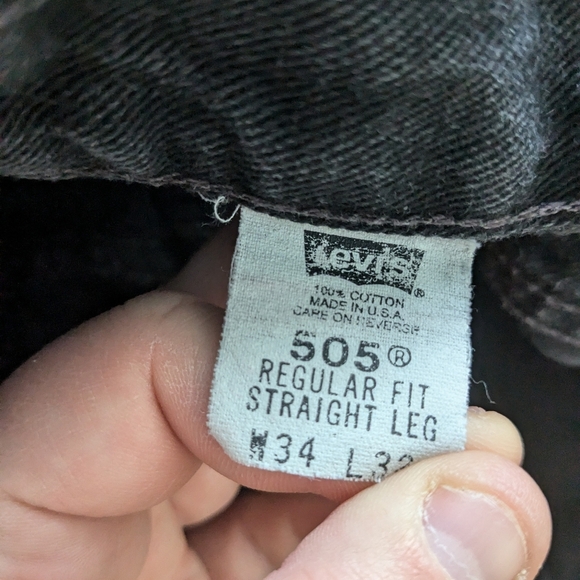 Levi's ®
100% COTTON
MADE IN U.S.A.
CARE ON REVERSE
505®
REGULAR FIT
STRAIGHT LEG
W34